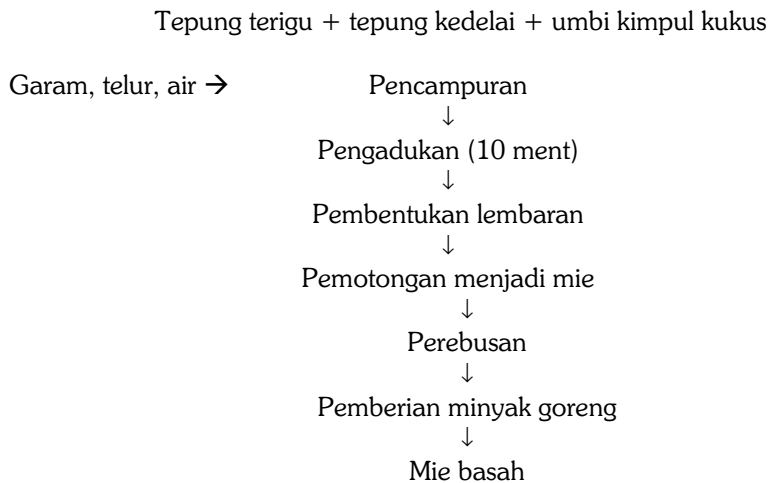 Tepung terigu + tepung kedelai + umbi kimpul kukus
Garam, telur, air → Pencampuran
↓
Pengadukan (10 ment)
↓
Pembentukan lembaran
↓
Pemotongan menjadi mie
↓
Perebusan
↓
Pemberian minyak goreng
↓
Mie basah